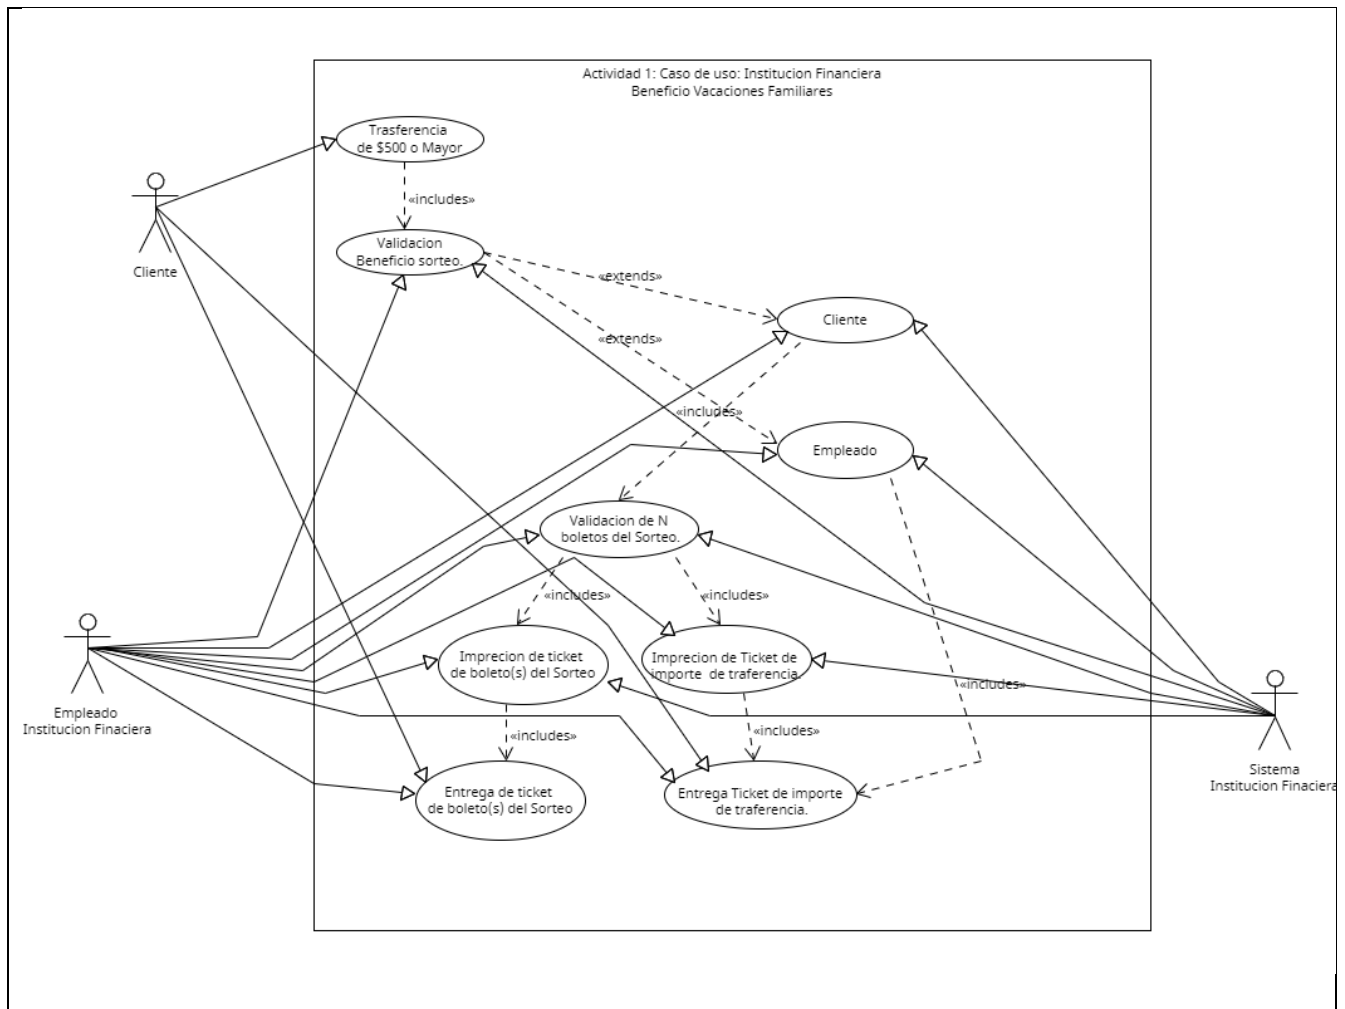 Actividad 1: Caso de uso: Institucion Financiera
Beneficio Vacaciones Familiares
Trasferencia
de $500 o Mayor
«includes»
Validacion
Beneficio sorteo.
Cliente
«extends»
Cliente
«extends»
«includes»
Empleado
Validacion de N
boletos del Sorteo.
«includes»
«includes»
Imprecion de ticket
de boleto(s) del Sorteo
Imprecion de Ticket de
importe de traferencia.
«includes»
Empleado
Institucion Finaciera
«includes»
«includes»
Sistema
Institucion Finaciera
Entrega de ticket
de boleto(s) del Sorteo
Entrega Ticket de importe
de traferencia.